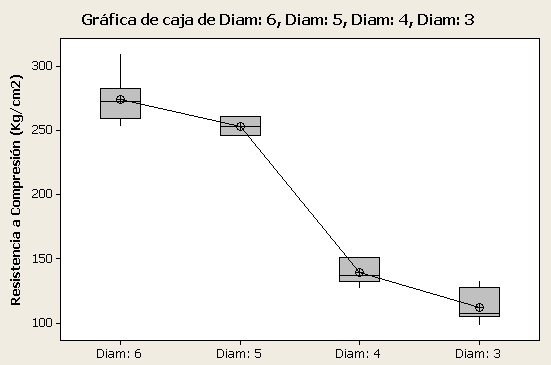 Gráfica de caja de Diam: 6, Diam: 5, Diam: 4, Diam: 3
Resistencia a Compresión (Kg/cm2)
300
250
200
150
100
Diam: 6 Diam: 5 Diam: 4 Diam: 3